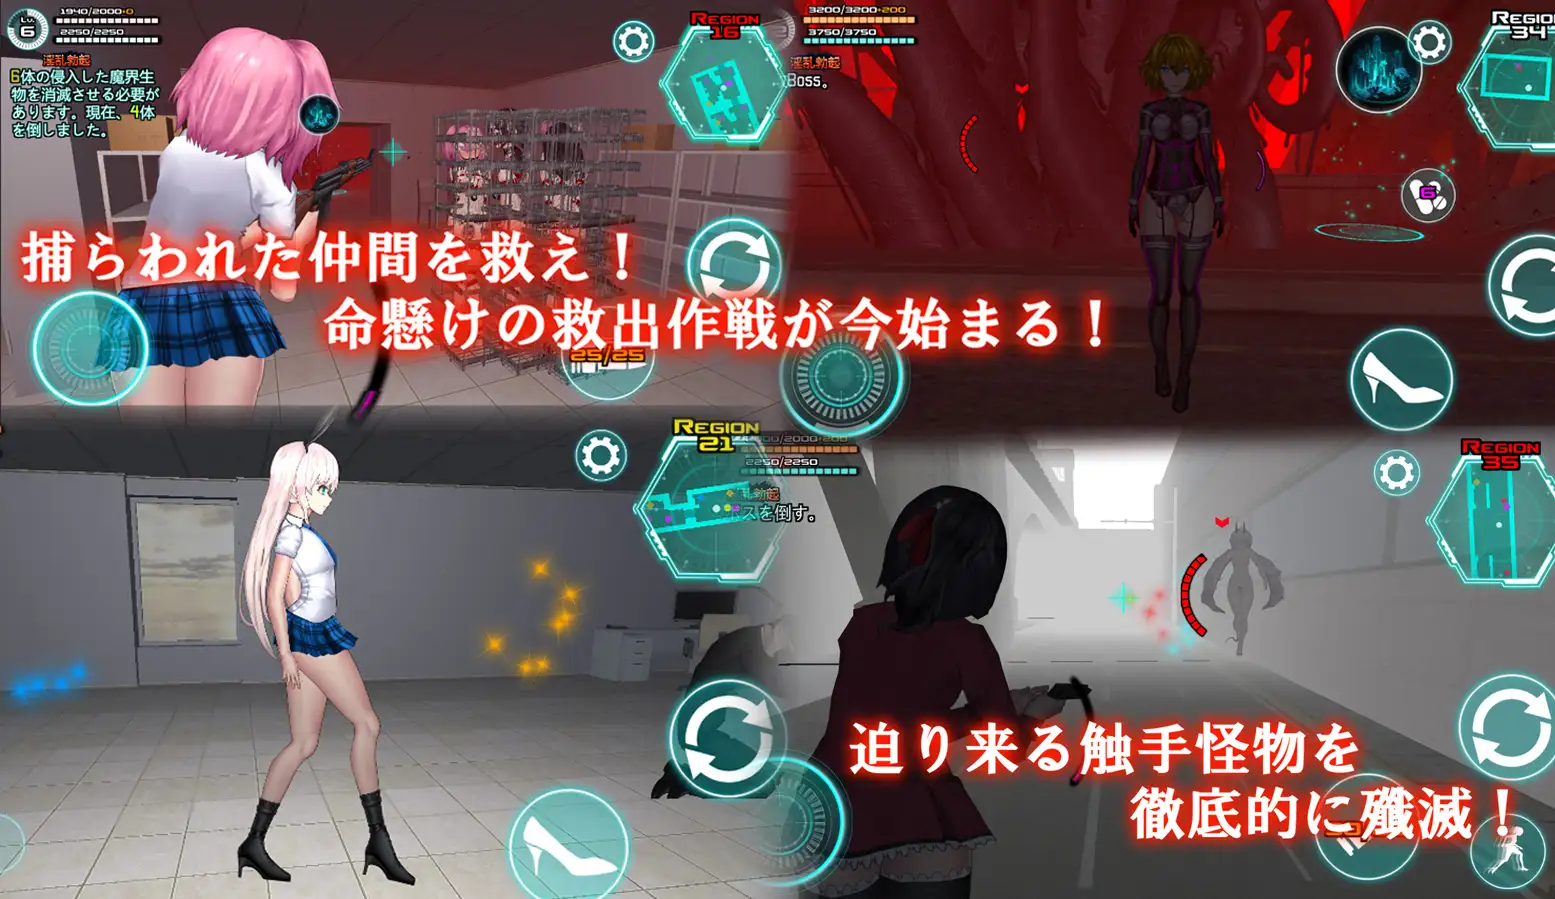 Lv.
6
1940/2000+0
2250/2250
淫乱勃起
6体の侵入した魔界生
物を消滅させる必要が
あります。現在、4体
を倒しました。
REGION
16
3200/3200+200
3750/3750
淫乱勃起
Boss。
34
6
捕らわれた仲間を救え！
命懸けの救出作戦が今始まる！
25/25
REGION
21
2250/2250
勃起
スを倒す。
REGION
35
迫り来る触手怪物を
徹底的に殲滅！